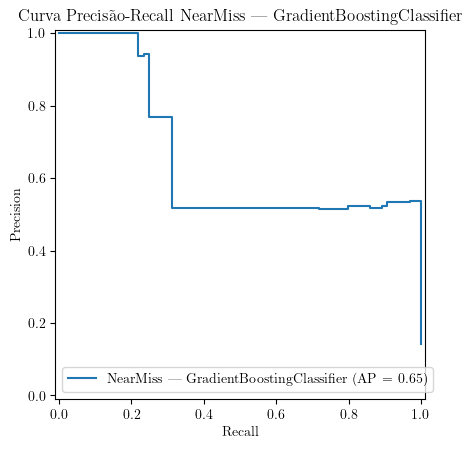 Curva Precisão-Recall NearMiss — GradientBoostingClassifier
1.0
0.8
0.6
0.4
0.2
0.0
Precision
NearMiss — GradientBoostingClassifier (AP = 0.65)
0.0 0.2 0.4 0.6 0.8 1.0
Recall